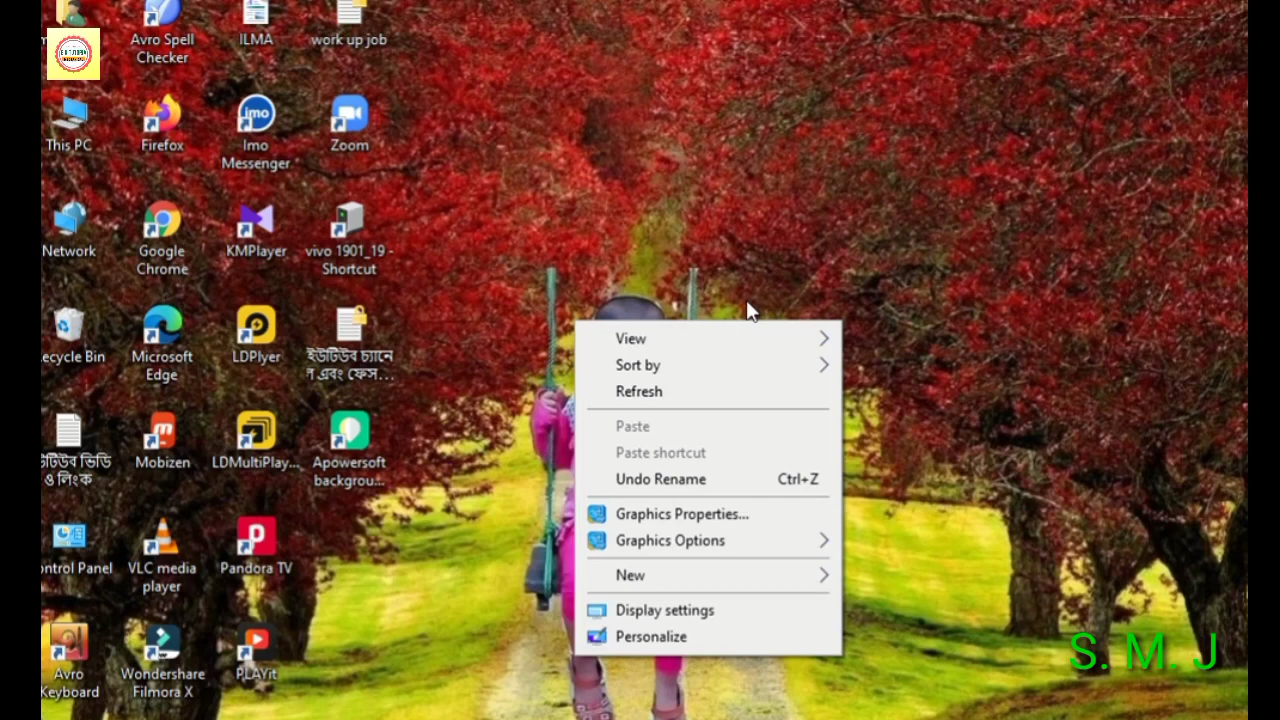 Avro Spell
Checker
ILMA
work up job
This PC
Firefox
imo
Imo
Messenger
Zoom
Network
Google
Chrome
KMPlayer
vivo 1901_19 -
Shortcut
ecycle Bin
Microsoft
Edge
LDPlyer
ইউটিউব চ্যানে
ল এবং ফেস...
টিউব ভিডি
ও লিংক
Mobizen
LDMultiPlay...
Apowersoft
backgrou...
ontrol Panel
VLC media
player
Pandora TV
Avro
Keyboard
Wondershare
Filmora X
PLAYit
View
Sort by
Refresh
Paste
Paste shortcut
Undo Rename Ctrl+Z
Graphics Properties...
Graphics Options
New
Display settings
Personalize
S. M. J